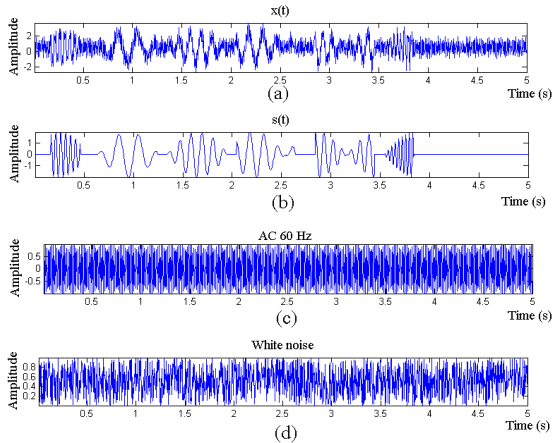 x(t)
Amplitude
2
0
-2
0.5 1 1.5 2 2.5 3 3.5 4 4.5 5
Time (s)
(a)
s(t)
Amplitude
1
0
-1
0.5 1 1.5 2 2.5 3 3.5 4 4.5 5
Time (s)
(b)
AC 60 Hz
Amplitude
0.5
0
-0.5
0.5 1 1.5 2 2.5 3 3.5 4 4.5 5
Time (s)
(c)
White noise
Amplitude
0.8
0.6
0.4
0.2
0.5 1 1.5 2 2.5 3 3.5 4 4.5 5
Time (s)
(d)